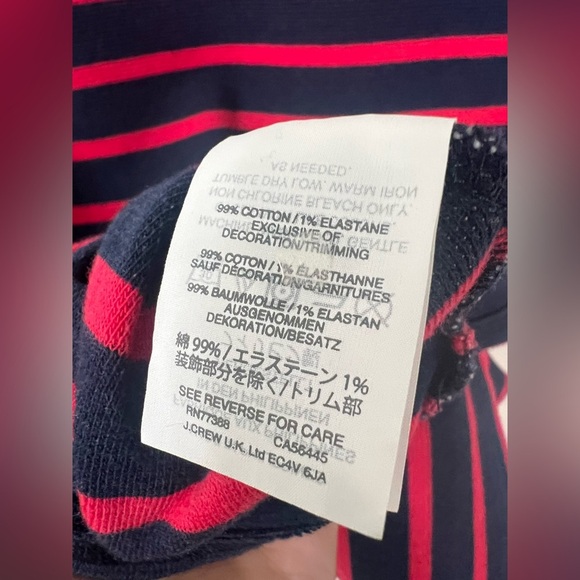 99% COTTON / 1% ELASTANE
EXCLUSIVE OF
DECORATION/TRIMMING
99% COTON / 1% ÉLASTHANNE
SAUF DÉCORATION/GARNITURES
99% BAUMWOLLE / 1% ELASTAN
AUSGENOMMEN
DEKORATION/BESATZ
綿 99% / エラステーン 1%
装飾部分を除く/トリム部
SEE REVERSE FOR CARE
RN77388 CA56445
J.CREW U.K. Ltd EC4V 6JA